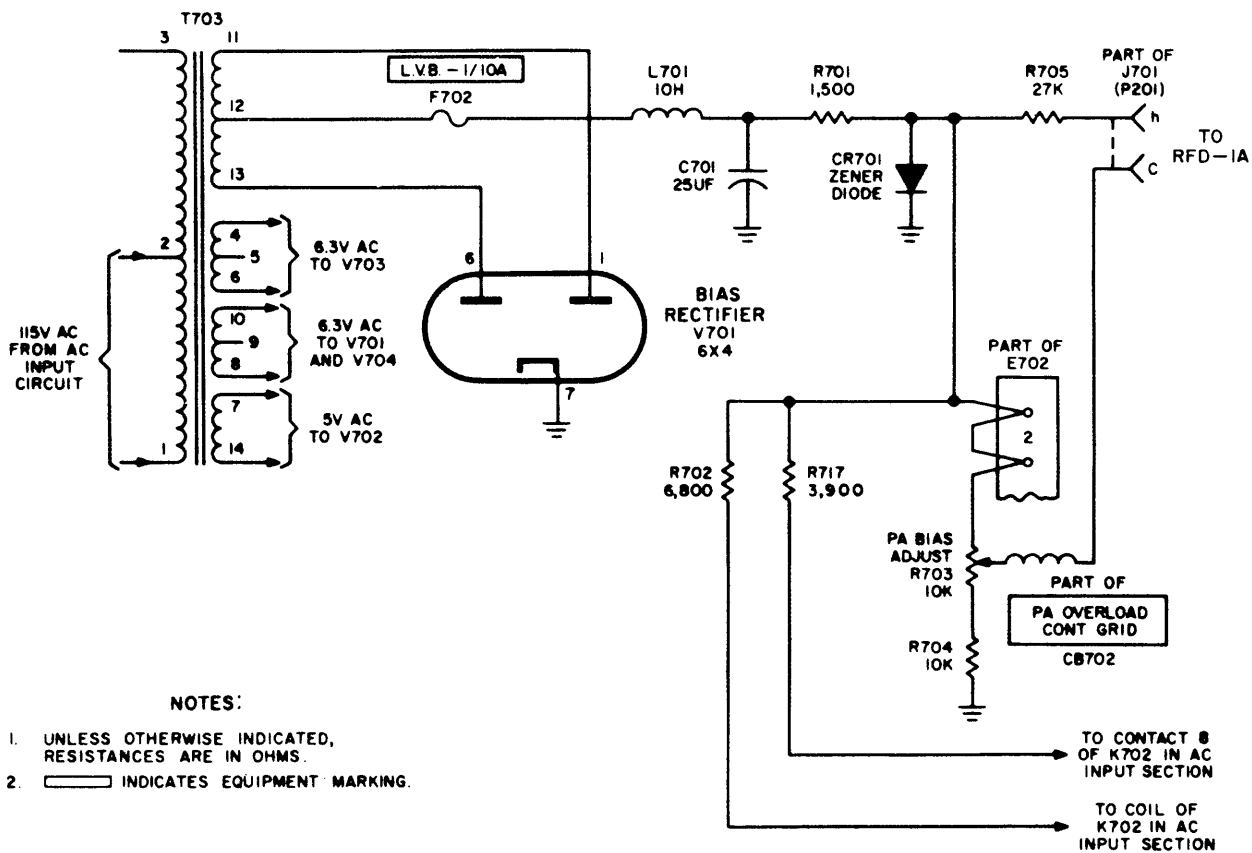 T703
3
11
12
13
2
1
4
5
6
10
9
8
7
14
6.3V AC
TO V703
6.3V AC
TO V701
AND V704
5V AC
TO V702
115V AC
FROM AC
INPUT
CIRCUIT
L.V.B. - 1/10A
F702
L701
10H
R701
1,500
R705
27K
PART OF
J701
(P201)
h
C
TO
RFD-1A
C701
25UF
CR701
ZENER
DIODE
6
1
7
BIAS
RECTIFIER
V701
6X4
PART OF
E702
2
R702
6,800
R717
3,900
PA BIAS
ADJUST
R703
10K
PART OF
PA OVERLOAD
CONT GRID
CB702
R704
10K
TO CONTACT 8
OF K702 IN AC
INPUT SECTION
TO COIL OF
K702 IN AC
INPUT SECTION
NOTES:
1. UNLESS OTHERWISE INDICATED,
RESISTANCES ARE IN OHMS.
2. INDICATES EQUIPMENT MARKING.